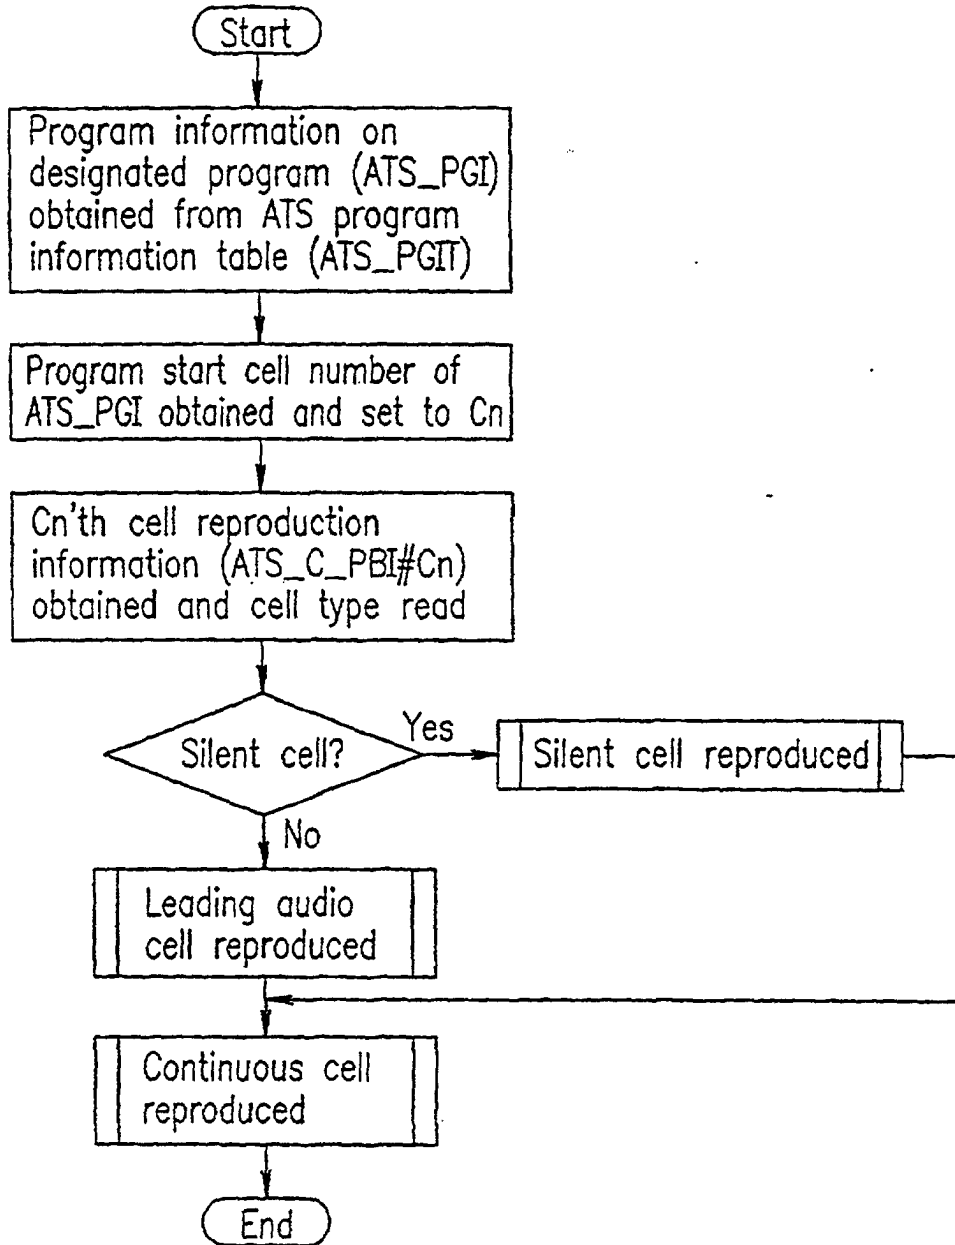 Start
Program information on
designated program (ATS_PGI)
obtained from ATS program
information table (ATS_PGIT)
Program start cell number of
ATS_PGI obtained and set to Cn
Cn'th cell reproduction
information (ATS_C_PBI#Cn)
obtained and cell type read
Silent cell?
Yes
Silent cell reproduced
No
Leading audio
cell reproduced
Continuous cell
reproduced
End